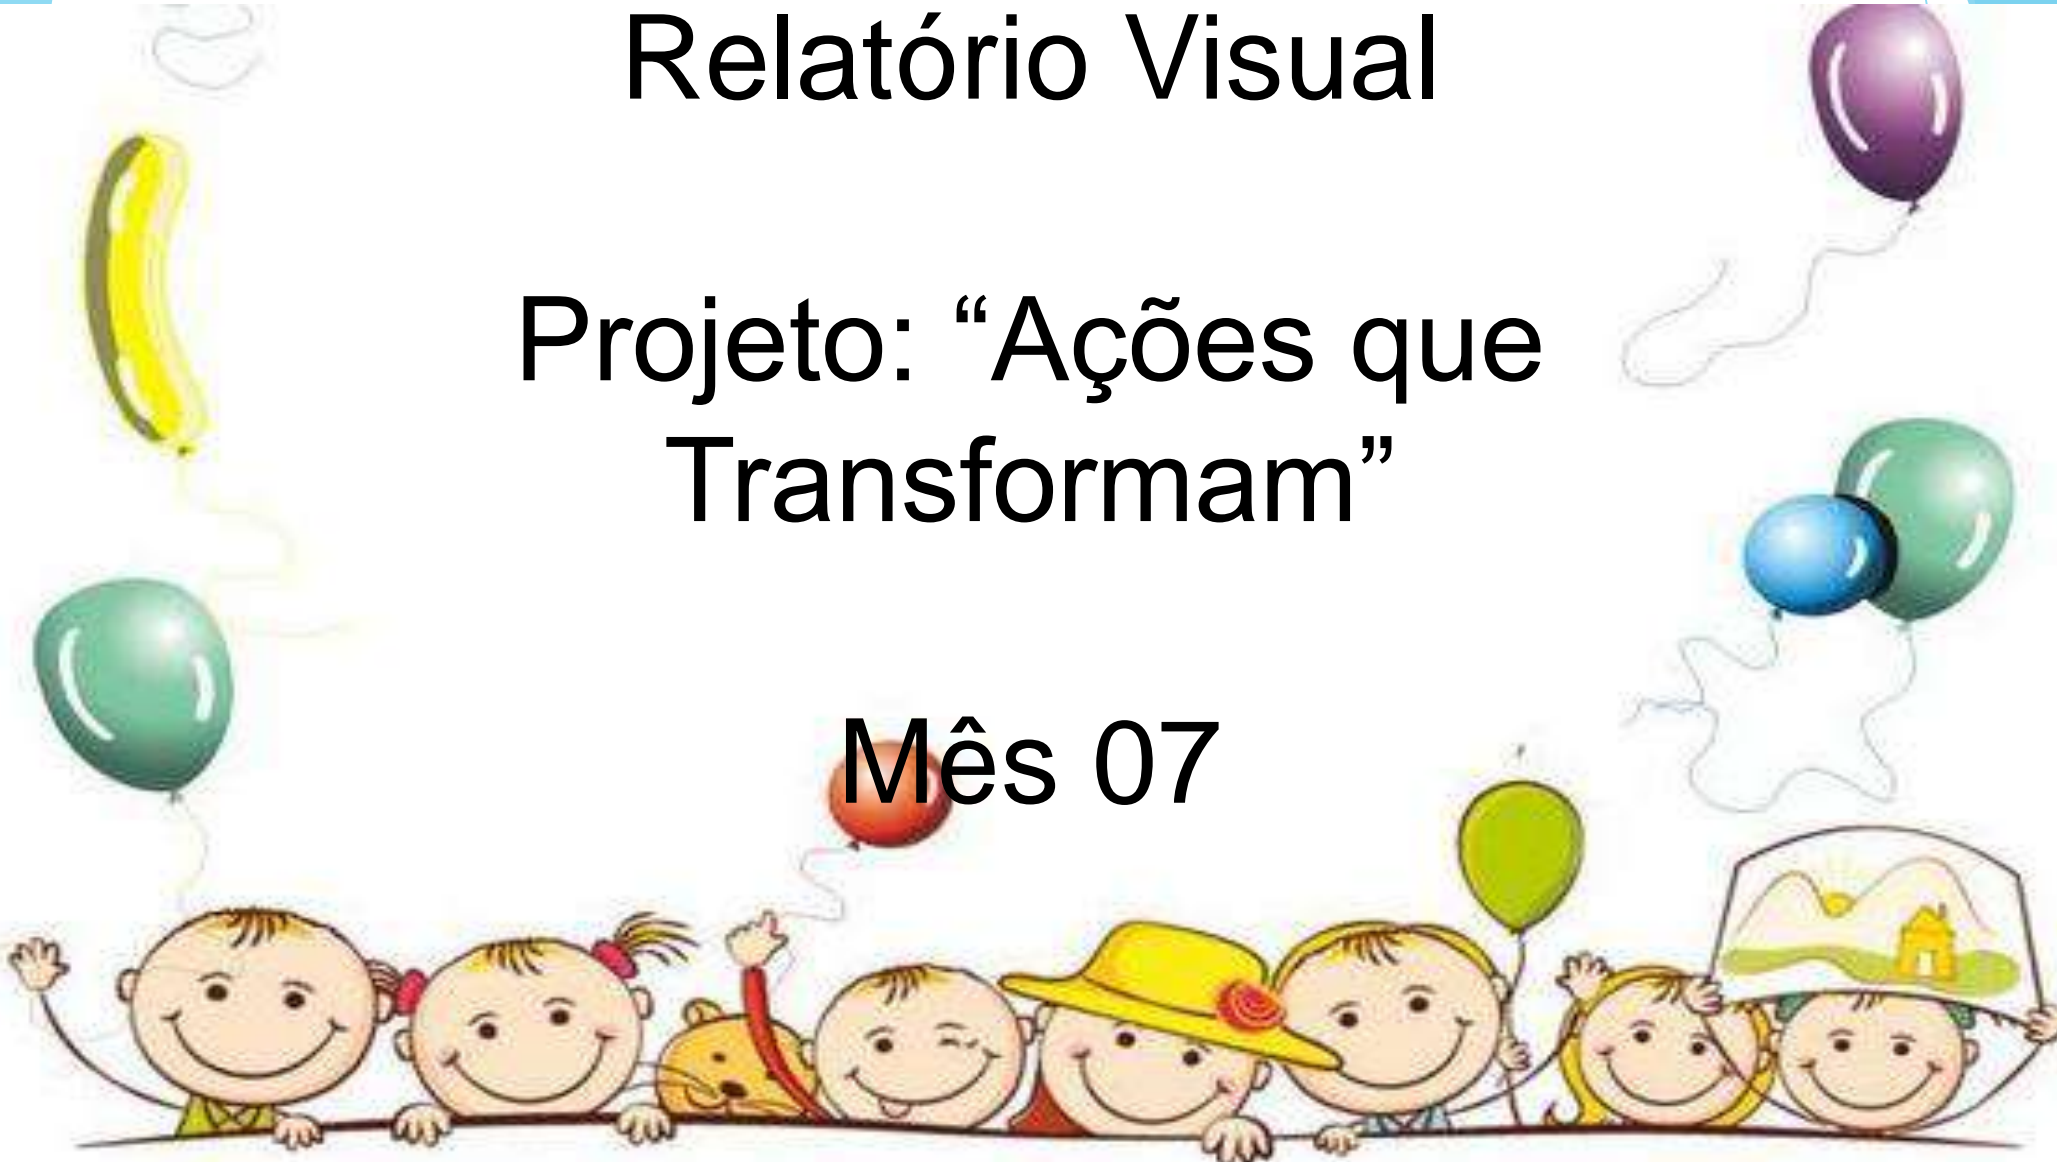 Relatório Visual
Projeto: “Ações que
Transformam”
Mês 07